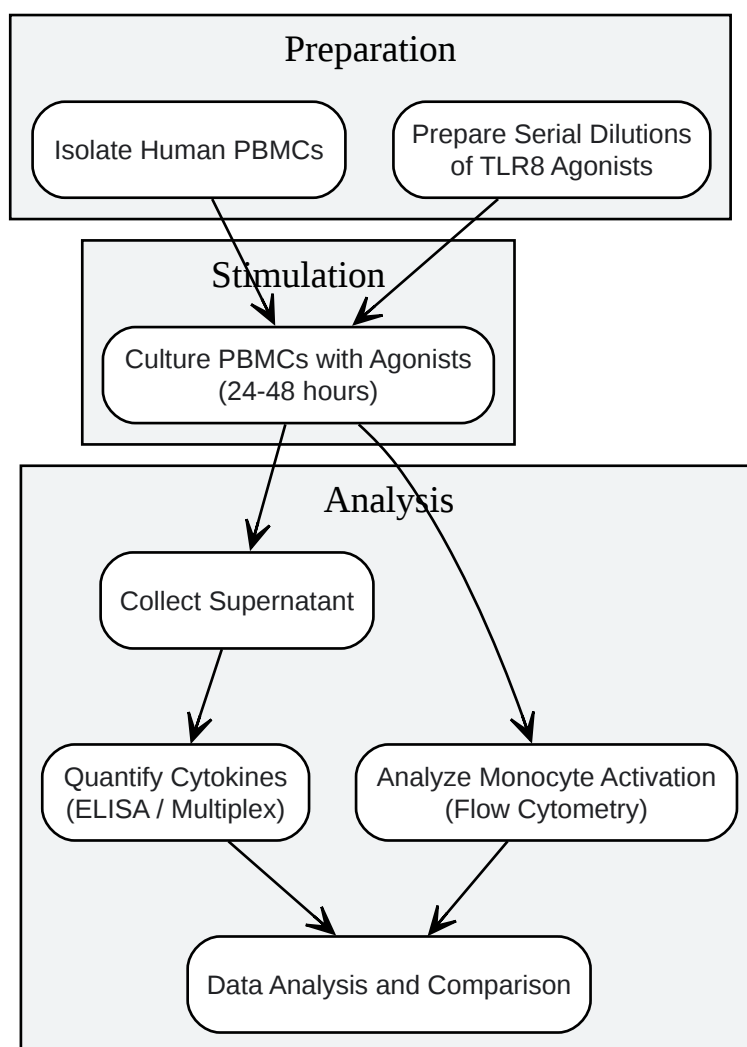 Preparation
Isolate Human PBMCs
Prepare Serial Dilutions
of TLR8 Agonists
Stimulation
Culture PBMCs with Agonists
(24-48 hours)
Analysis
Collect Supernatant
Quantify Cytokines
(ELISA / Multiplex)
Analyze Monocyte Activation
(Flow Cytometry)
Data Analysis and Comparison